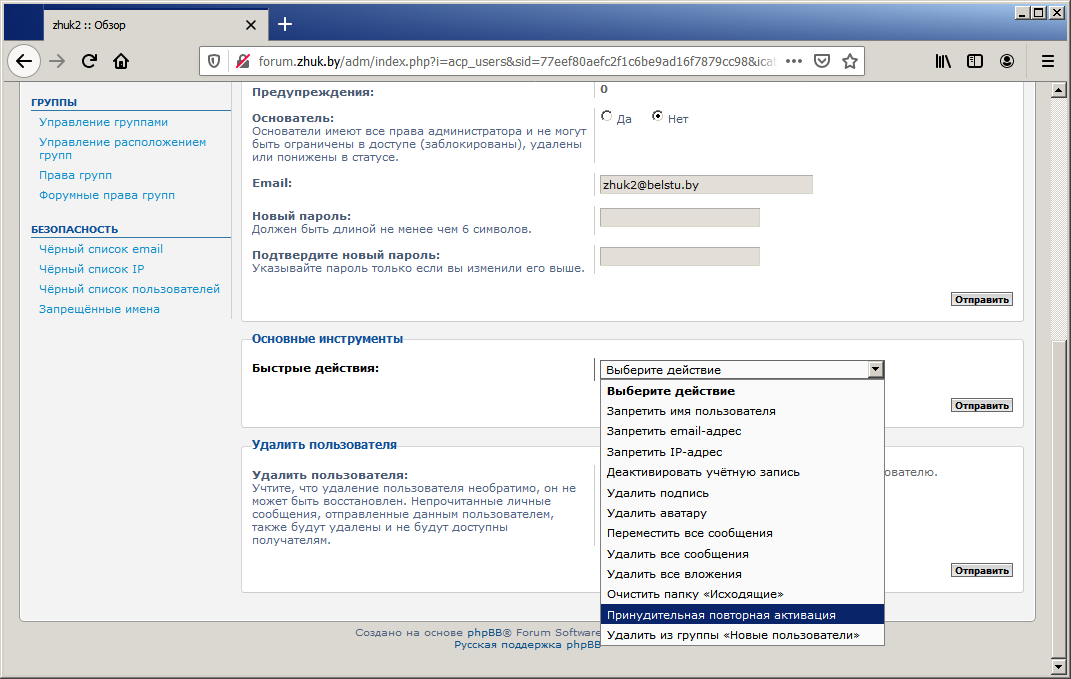 zhuk2 :: Обзор
forum.zhuk.by/adm/index.php?i=acp_users&sid=77eef80aefc2f1c6be9ad16f7879cc98&icat
ГРУППЫ
Управление группами
Управление расположением
групп
Права групп
Форумные права групп
БЕЗОПАСНОСТЬ
Чёрный список email
Чёрный список IP
Чёрный список пользователей
Запрещённые имена
Предупреждения:
0
Основатель:
Основатели имеют все права администратора и не могут
быть ограничены в доступе (заблокированы), удалены
или понижены в статусе.
Да Нет
Email:
zhuk2@belstu.by
Новый пароль:
Должен быть длиной не менее чем 6 символов.
Подтвердите новый пароль:
Указывайте пароль только если вы изменили его выше.
Отправить
Основные инструменты
Быстрые действия:
Выберите действие
Выберите действие
Запретить имя пользователя
Запретить email-адрес
Запретить IP-адрес
Деактивировать учётную запись
Удалить подпись
Удалить аватару
Переместить все сообщения
Удалить все сообщения
Удалить все вложения
Очистить папку «Исходящие»
Принудительная повторная активация
Удалить из группы «Новые пользователи»
Отправить
Удалить пользователя
Удалить пользователя:
Учтите, что удаление пользователя необратимо, он не
может быть восстановлен. Непрочитанные личные
сообщения, отправленные данным пользователем,
также будут удалены и не будут доступны
получателям.
ователю.
Отправить
Создано на основе phpBB® Forum Software
Русская поддержка phpBB